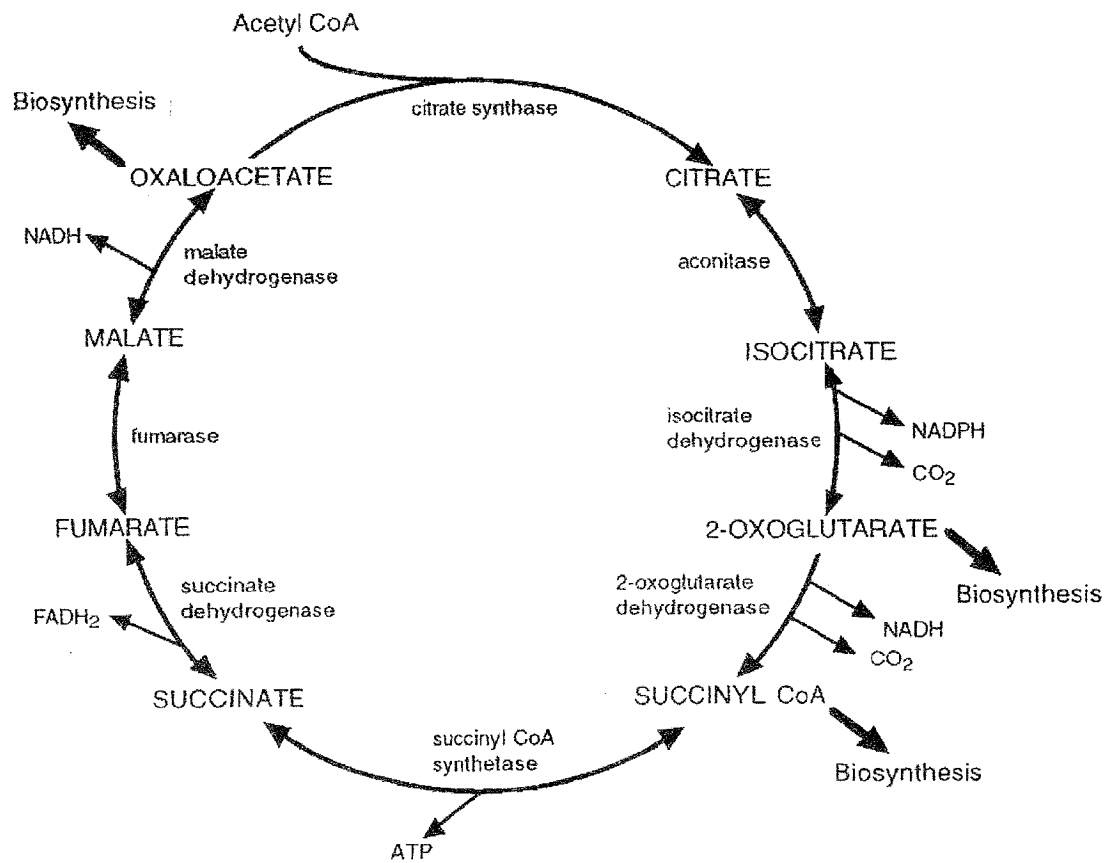 Acetyl CoA
Biosynthesis
citrate synthase
OXALOACETATE
CITRATE
NADH
malate
dehydrogenase
aconitase
MALATE
ISOCITRATE
fumarase
isocitrate
dehydrogenase
NADPH
CO2
FUMARATE
2-OXOGLUTARATE
succinate
dehydrogenase
2-oxoglutarate
dehydrogenase
Biosynthesis
FADH2
NADH
CO2
SUCCINATE
SUCCINYL CoA
succinyl CoA
synthetase
Biosynthesis
ATP